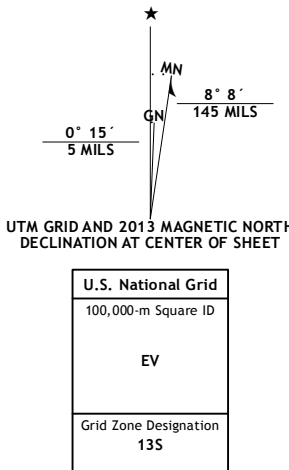 ★
MN
8° 8´
145 MILS
GN
0° 15´
5 MILS
UTM GRID AND 2013 MAGNETIC NORTH
DECLINATION AT CENTER OF SHEET
U.S. National Grid
100,000-m Square ID
EV
Grid Zone Designation
13S